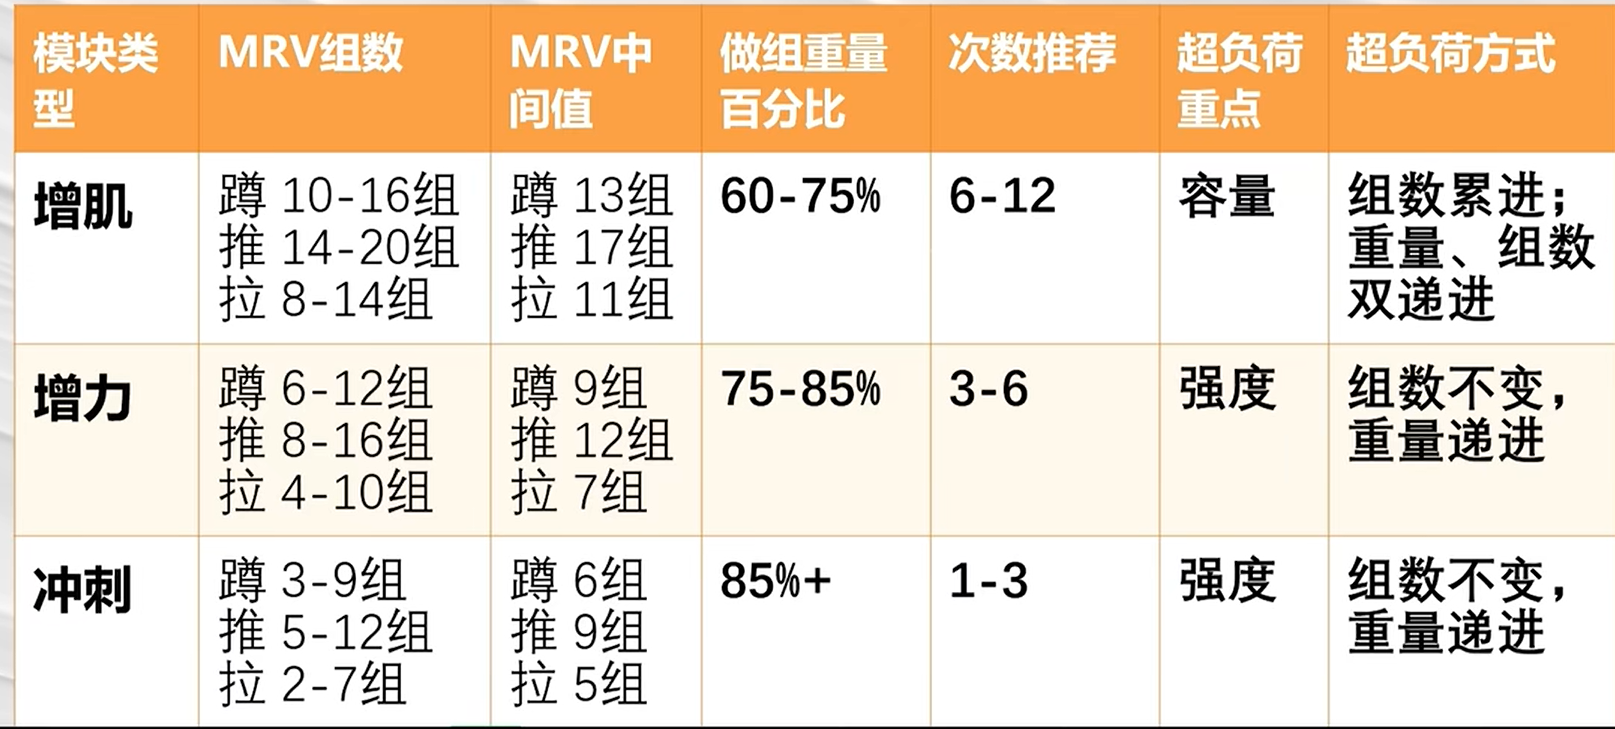 模块类
型
MRV组数
MRV中
间值
做组重量
百分比
次数推荐
超负荷
重点
超负荷方式
增肌
蹲 10-16组
推 14-20组
拉 8-14组
蹲 13组
推 17组
拉 11组
60-75%
6-12
容量
组数累进；
重量、组数
双递进
增力
蹲 6-12组
推 8-16组
拉 4-10组
蹲 9组
推 12组
拉 7组
75-85%
3-6
强度
组数不变，
重量递进
冲刺
蹲 3-9组
推 5-12组
拉 2-7组
蹲 6组
推 9组
拉 5组
85%+
1-3
强度
组数不变，
重量递进